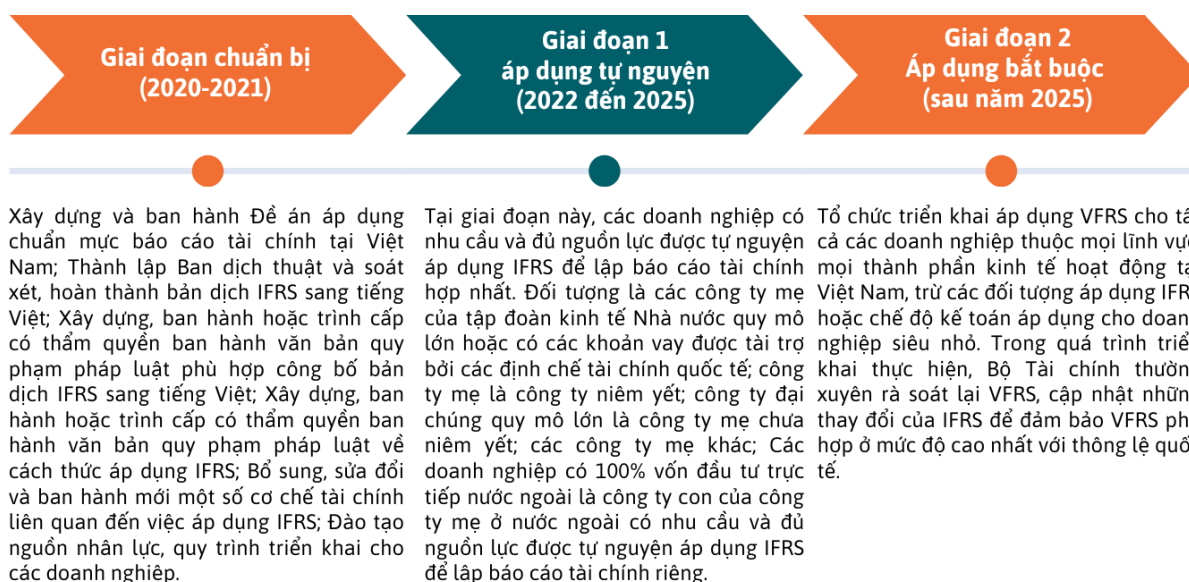 Giai đoạn chuẩn bị
(2020-2021)
Giai đoạn 1
áp dụng tự nguyện
(2022 đến 2025)
Giai đoạn 2
Áp dụng bắt buộc
(sau năm 2025)
Xây dựng và ban hành Đề án áp dụng
chuẩn mực báo cáo tài chính tại Việt
Nam; Thành lập Ban dịch thuật và soát
xét, hoàn thành bản dịch IFRS sang tiếng
Việt; Xây dựng, ban hành hoặc trình cấp
có thẩm quyền ban hành văn bản quy
phạm pháp luật phù hợp công bố bản
dịch IFRS sang tiếng Việt; Xây dựng, ban
hành hoặc trình cấp có thẩm quyền ban
hành văn bản quy phạm pháp luật về
cách thức áp dụng IFRS; Bổ sung, sửa đổi
và ban hành mới một số cơ chế tài chính
liên quan đến việc áp dụng IFRS; Đào tạo
nguồn nhân lực, quy trình triển khai cho
các doanh nghiệp.
Tại giai đoạn này, các doanh nghiệp có
nhu cầu và đủ nguồn lực được tự nguyện
áp dụng IFRS để lập báo cáo tài chính
hợp nhất. Đối tượng là các công ty mẹ
của tập đoàn kinh tế Nhà nước quy mô
lớn hoặc có các khoản vay được tài trợ
bởi các định chế tài chính quốc tế; công
ty mẹ là công ty niêm yết; công ty đại
chúng quy mô lớn là công ty mẹ chưa
niêm yết; các công ty mẹ khác; Các
doanh nghiệp có 100% vốn đầu tư trực
tiếp nước ngoài là công ty con của công
ty mẹ ở nước ngoài có nhu cầu và đủ
nguồn lực được tự nguyện áp dụng IFRS
để lập báo cáo tài chính riêng.
Tổ chức triển khai áp dụng VFRS cho
cả các doanh nghiệp thuộc mọi lĩnh
mọi thành phần kinh tế hoạt động
Việt Nam, trừ các đối tượng áp dụng
hoặc chế độ kế toán áp dụng cho
nghiệp siêu nhỏ. Trong quá trình
khai thực hiện, Bộ Tài chính
xuyên rà soát lại VFRS, cập nhật
thay đổi của IFRS để đảm bảo VFRS
hợp ở mức độ cao nhất với thông lệ
tế.